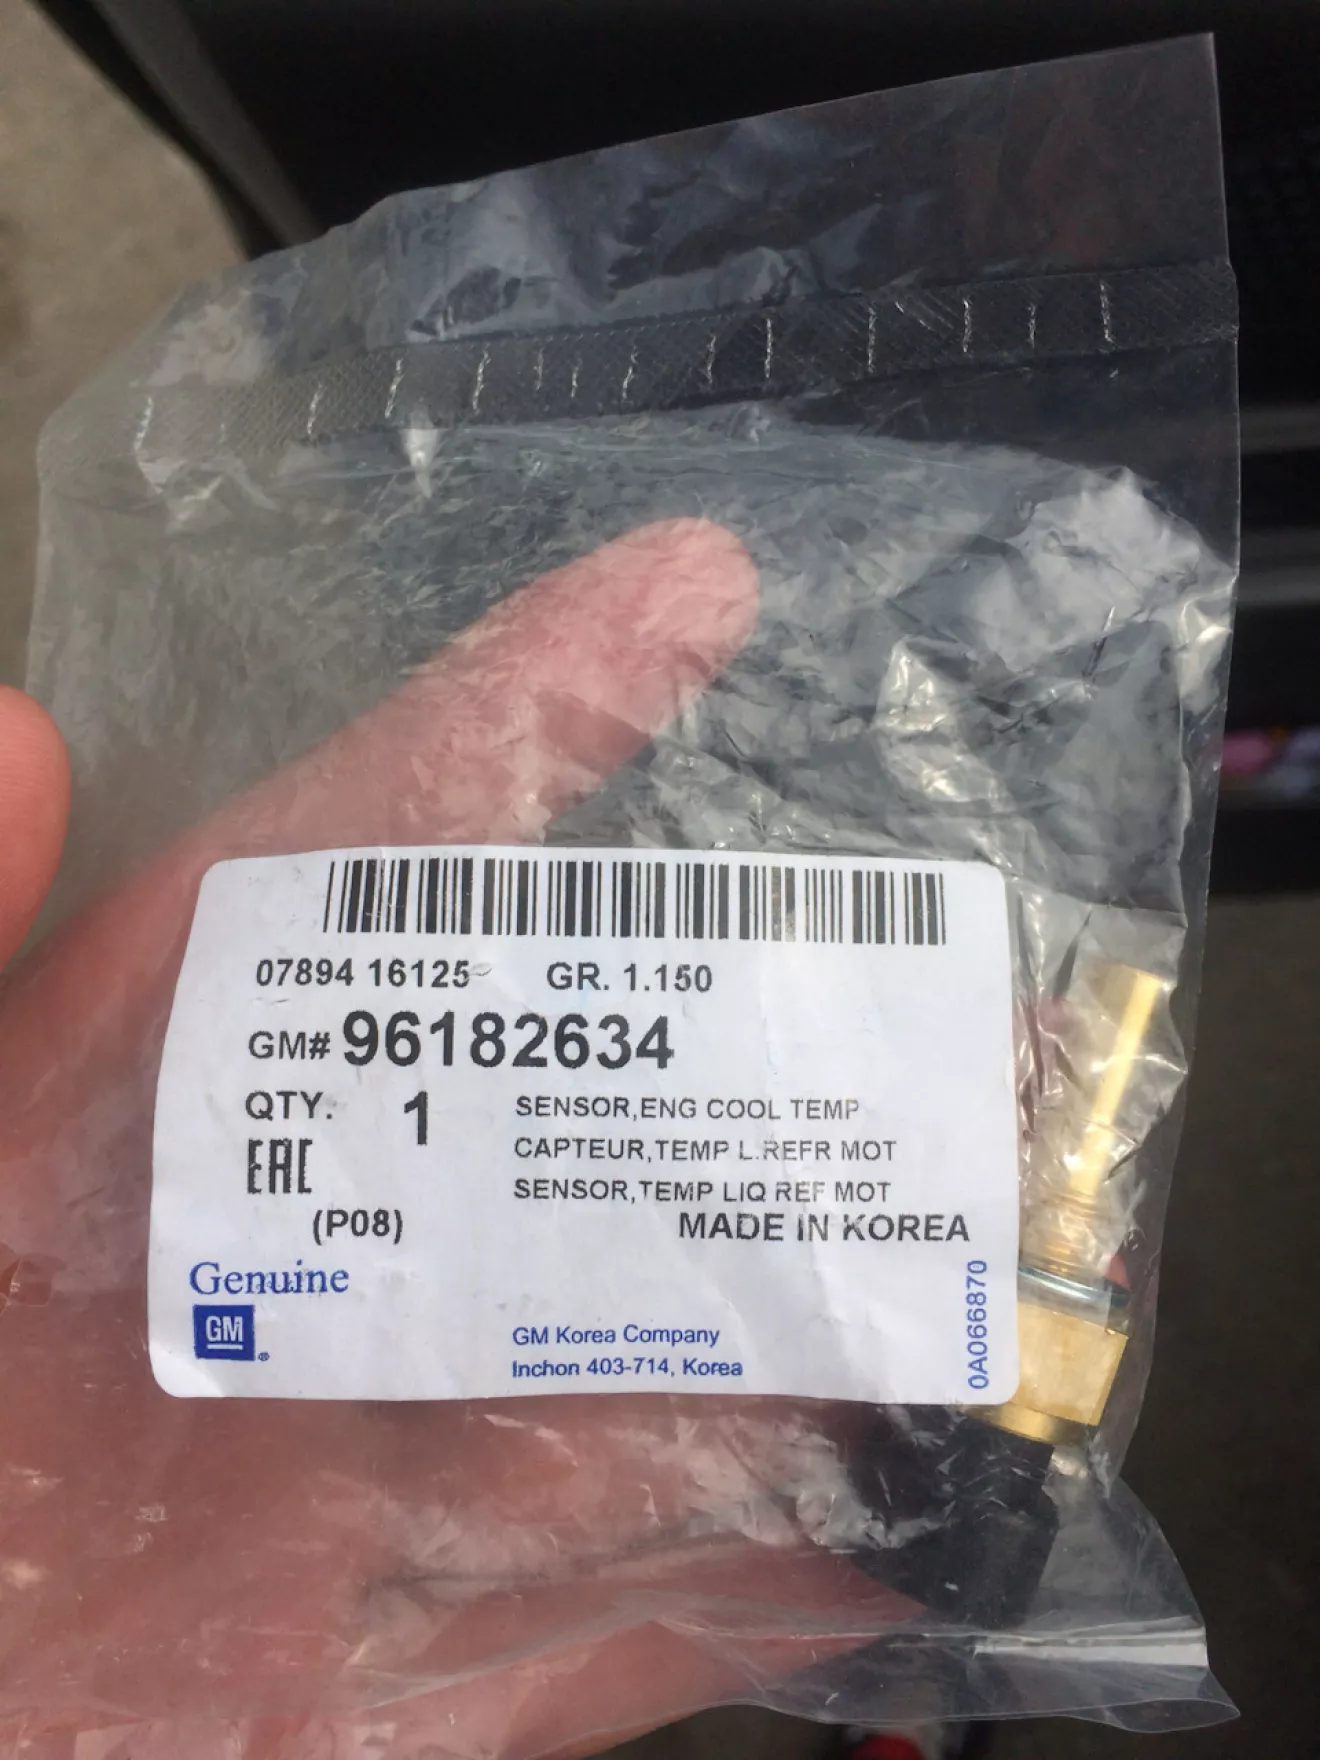 07894 16125 GR. 1.150
GM# 96182634
QTY. 1
SENSOR,ENG COOL TEMP
CAPTEUR,TEMP L.REFR MOT
SENSOR,TEMP LIQ REF MOT
EAC
(P08)
MADE IN KOREA
Genuine
GM®
GM Korea Company
Inchon 403-714, Korea
0A066870